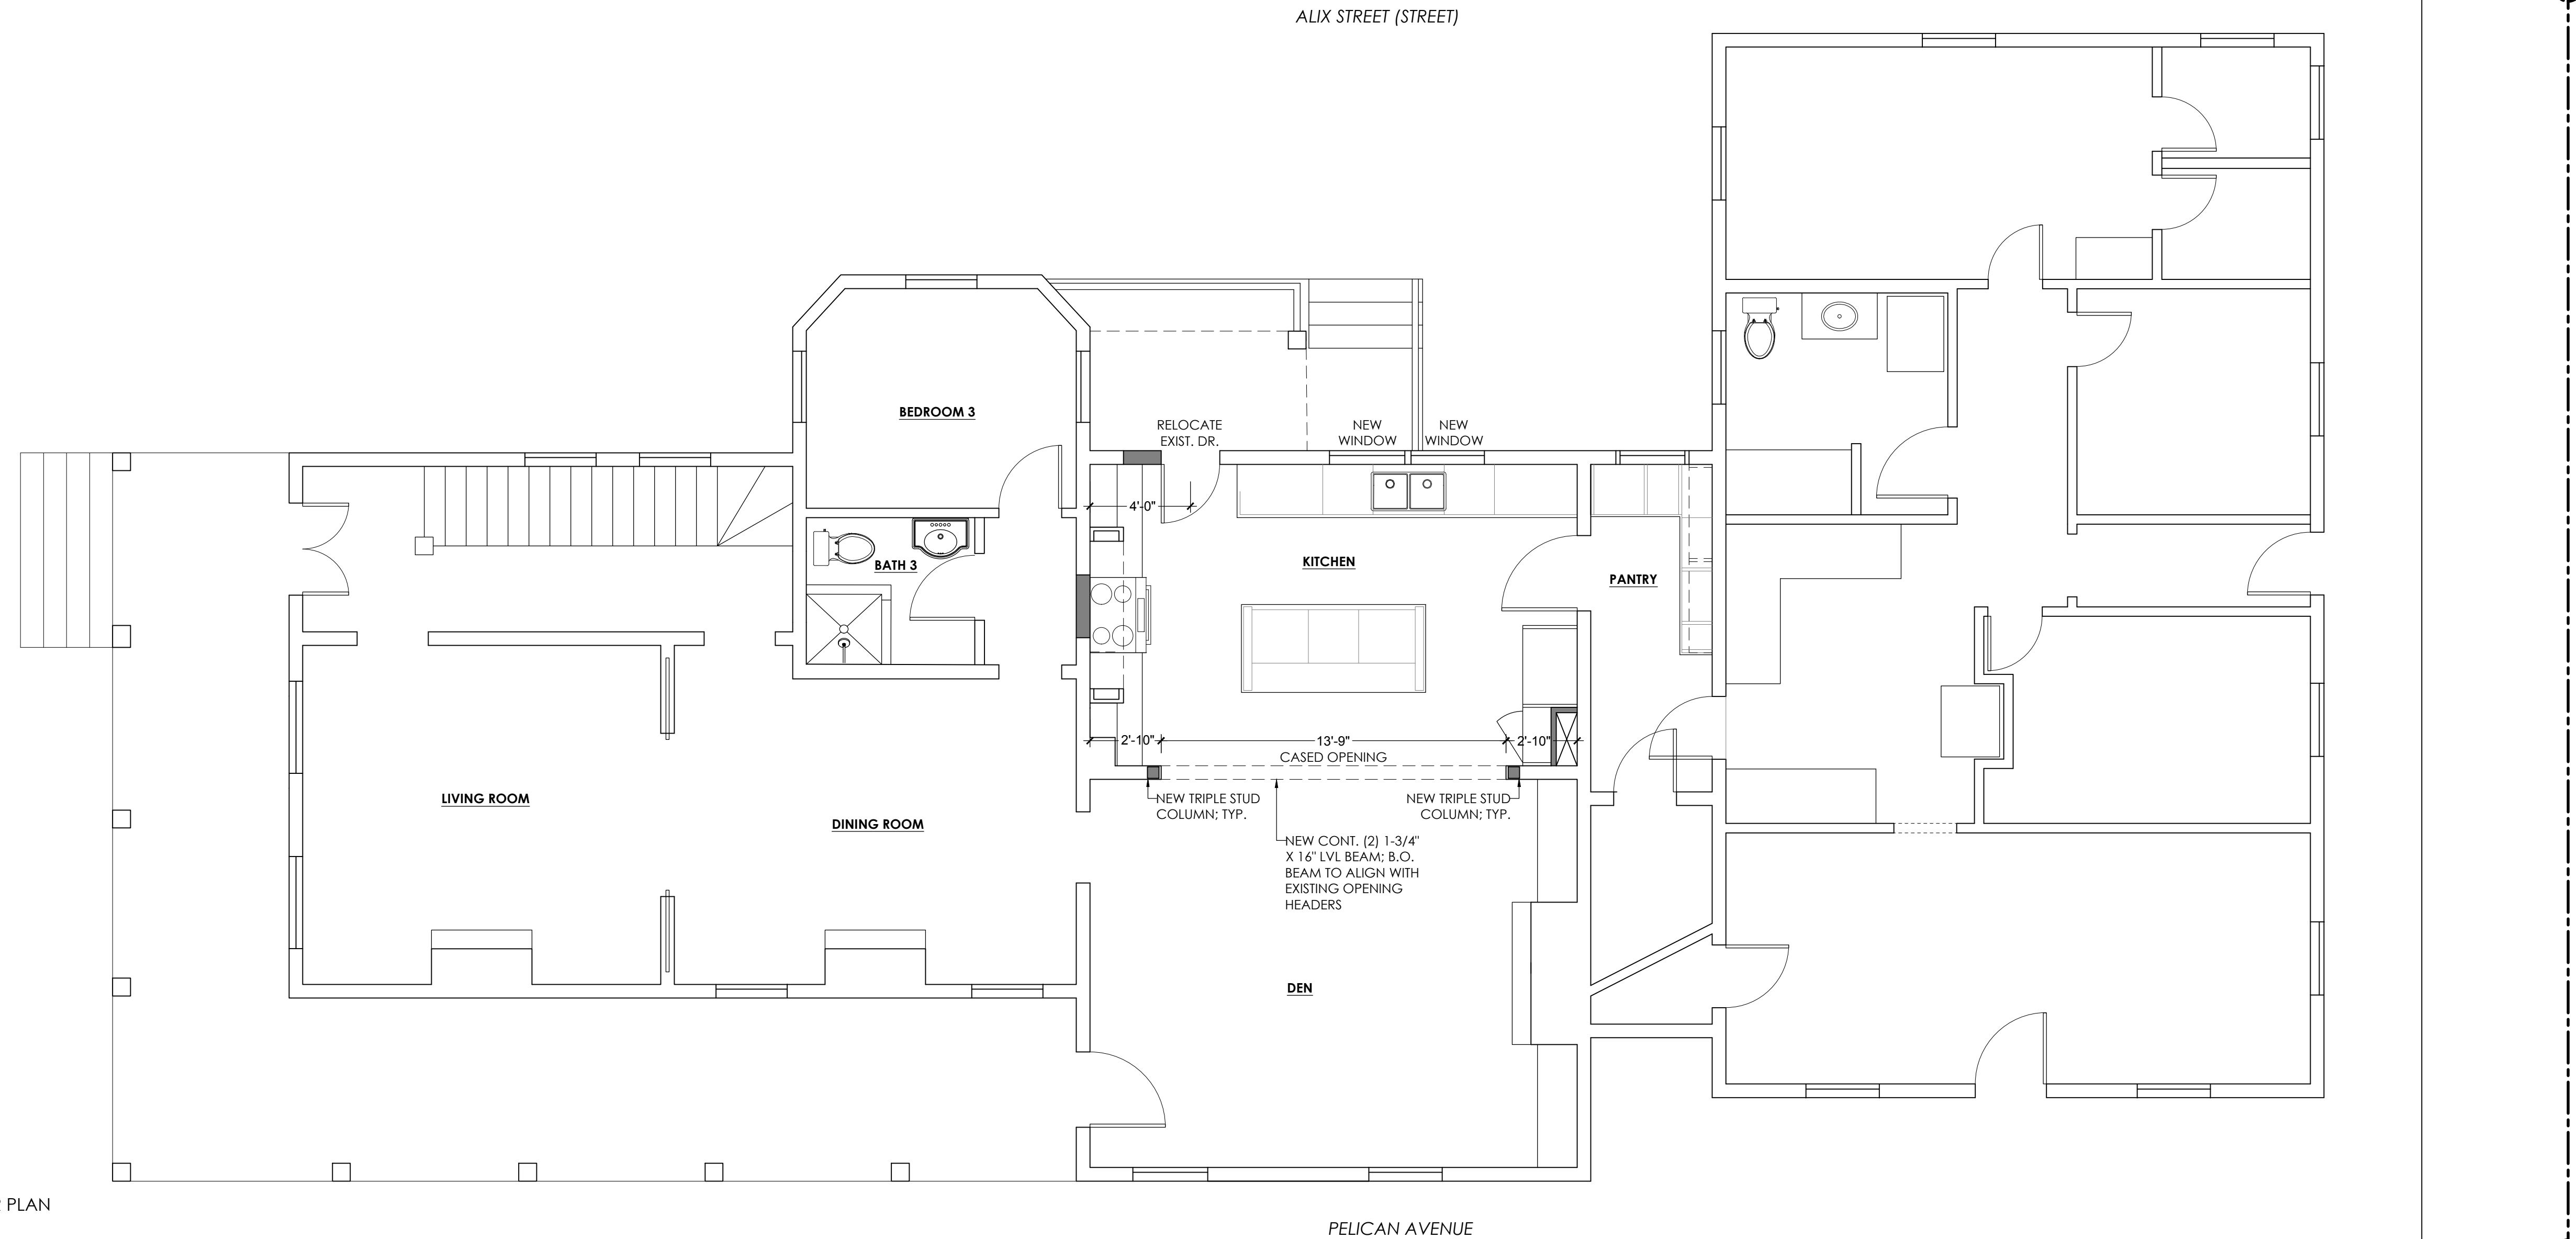 ALIX STREET (STREET)
BEDROOM 3
RELOCATE
EXIST. DR.
NEW
WINDOW
NEW
WINDOW
4'-0"
BATH 3
KITCHEN
PANTRY
2'-10"
13'-9"
2'-10"
CASED OPENING
LIVING ROOM
DINING ROOM
NEW TRIPLE STUD
COLUMN; TYP.
NEW TRIPLE STUD
COLUMN; TYP.
NEW CONT. (2) 1-3/4"
X 16" LVL BEAM; B.O.
BEAM TO ALIGN WITH
EXISTING OPENING
HEADERS
DEN
PLAN
PELICAN AVENUE